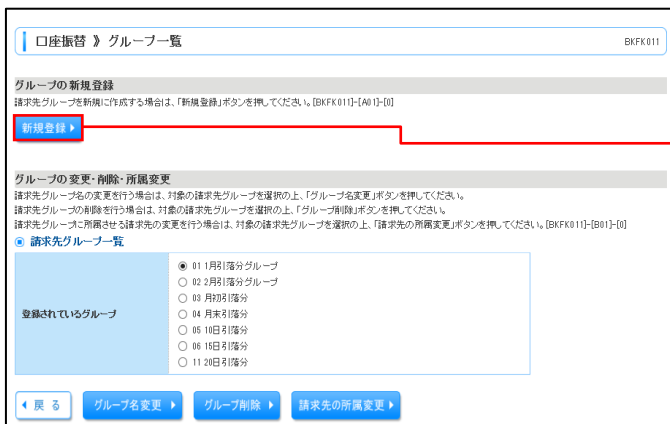 口座振替 》 グループ一覧
BKFK011
グループの新規登録
請求先グループを新規に作成する場合は、「新規登録」ボタンを押してください。[BKFK011]-[A01]-[0]
新規登録
グループの変更・削除・所属変更
請求先グループ名の変更を行う場合は、対象の請求先グループを選択の上、「グループ名変更」ボタンを押してください。
請求先グループの削除を行う場合は、対象の請求先グループを選択の上、「グループ削除」ボタンを押してください。
請求先グループに所属させる請求先の変更を行う場合は、対象の請求先グループを選択の上、「請求先の所属変更」ボタンを押してください。[BKFK011]-[B01]-[0]
請求先グループ一覧
登録されているグループ
01 1月引落分グループ
02 2月引落分グループ
03 月初引落分
04 月末引落分
05 10日引落分
06 15日引落分
11 20日引落分
戻る
グループ名変更
グループ削除
請求先の所属変更